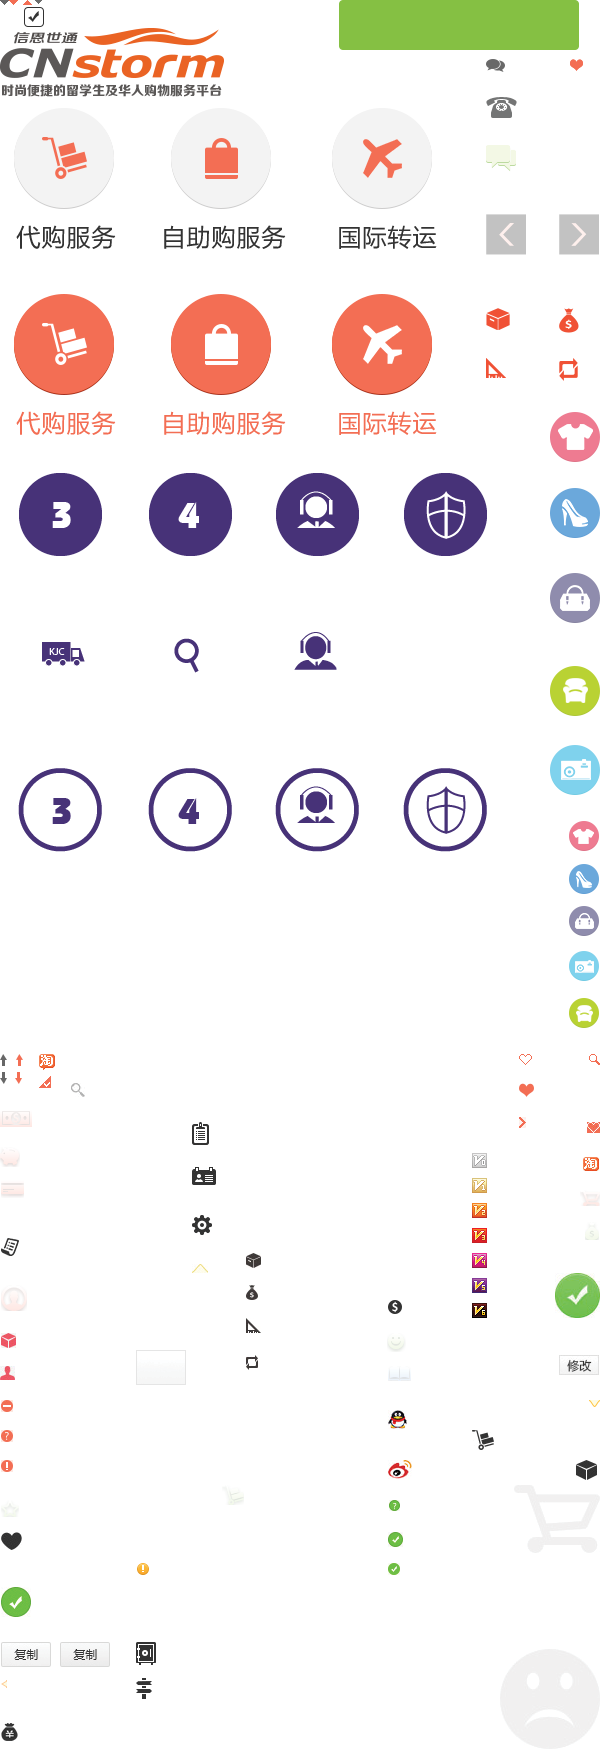 信恩世通
CNstorm
时尚便捷的留学生及华人购物服务平台
代购服务
自助购服务
国际转运
代购服务
自助购服务
国际转运
3
4
KJC
3
4
淘
淘
修改
复制
复制